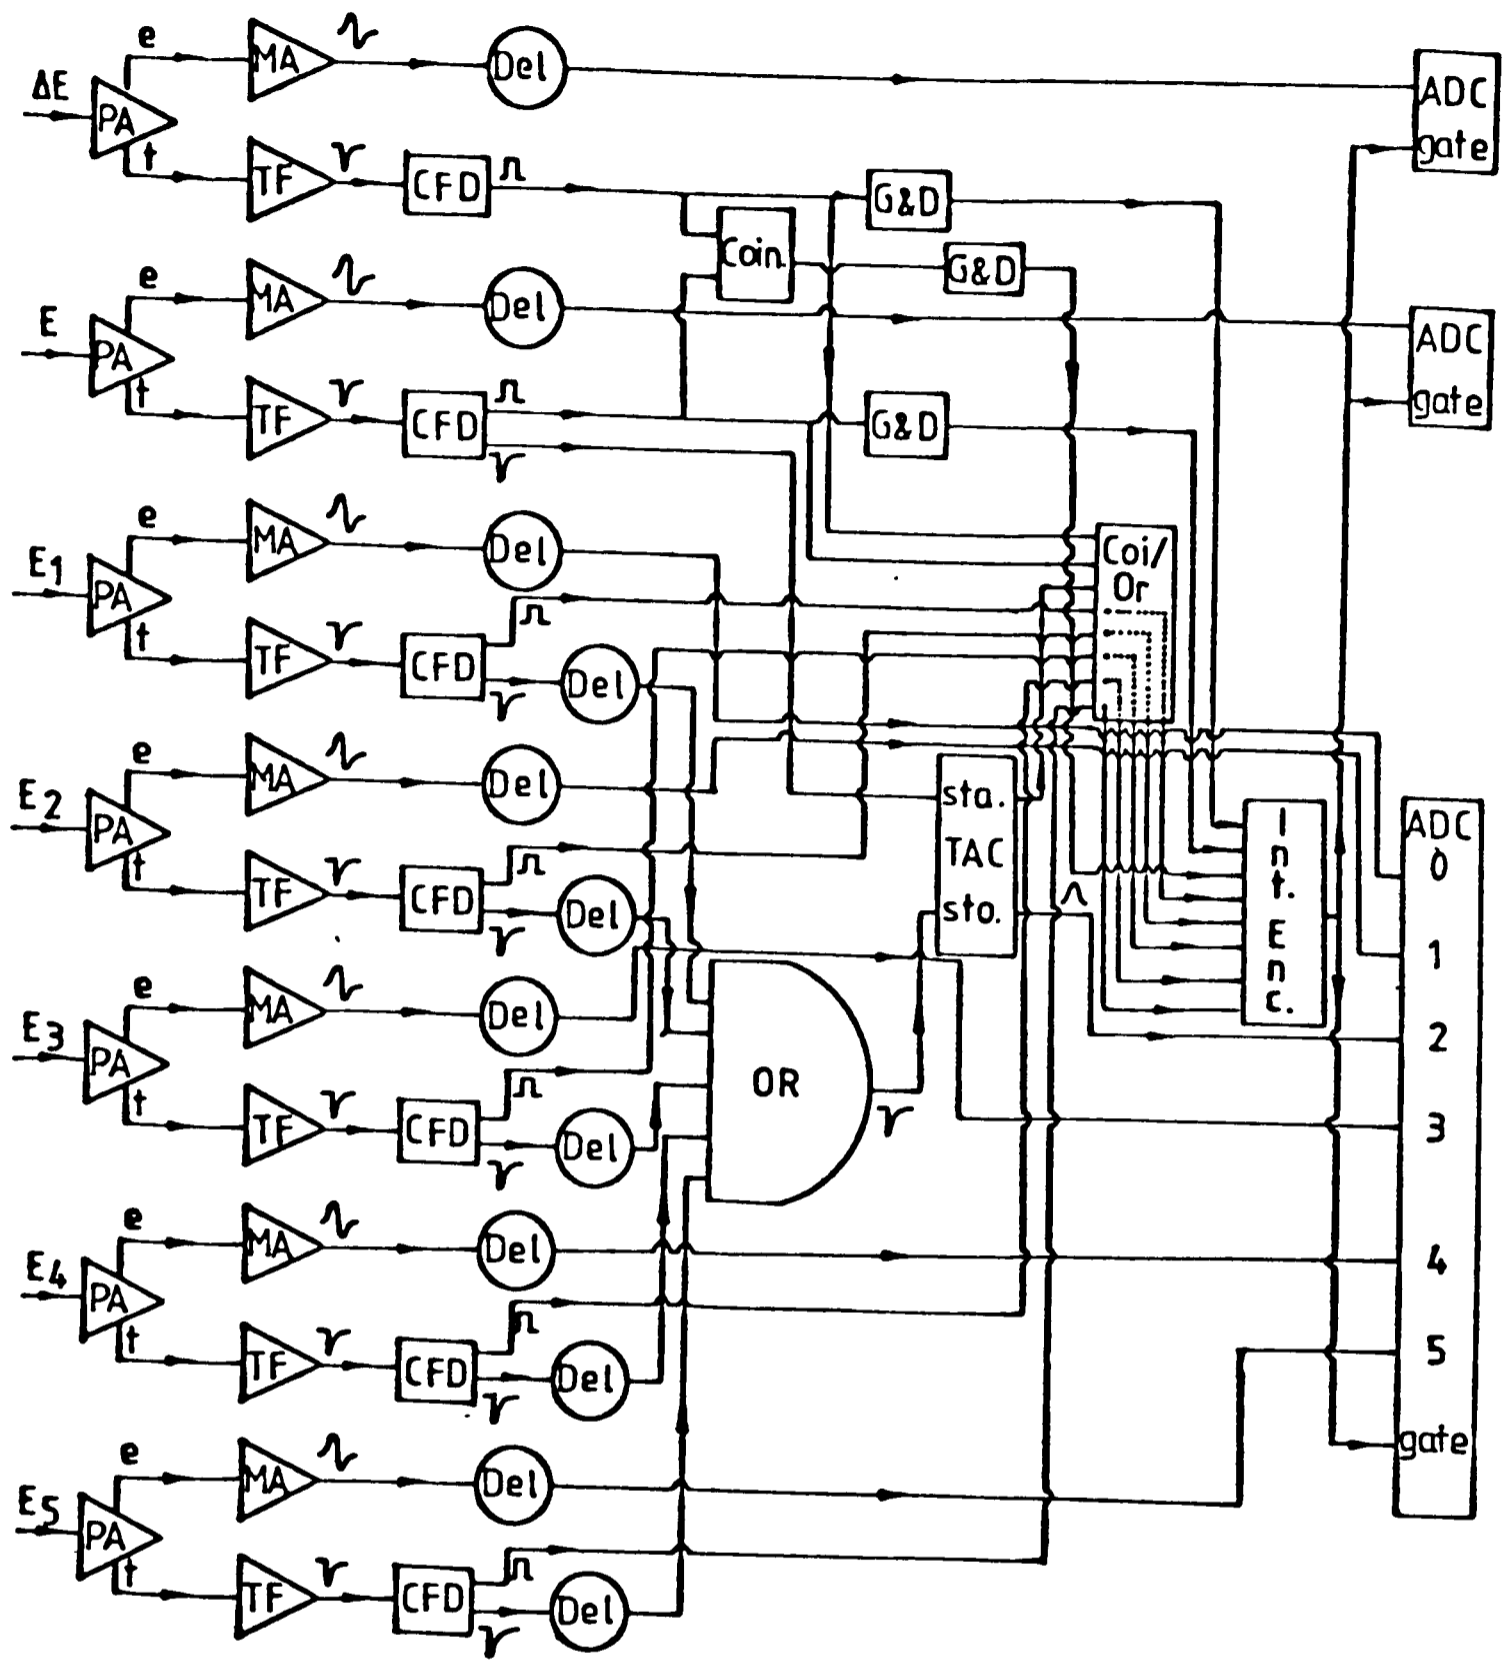 ΔE
PA
e
t
MA
Del
ADC
gate
TF
CFD
G&D
Coin.
G&D
E
PA
e
t
MA
Del
ADC
gate
TF
CFD
G&D
E1
PA
e
t
MA
Del
Coi/
Or
TF
CFD
Del
E2
PA
e
t
MA
Del
sta.
TAC
sto.
Int. Enc.
ADC
0
1
2
3
4
5
gate
TF
CFD
Del
E3
PA
e
t
MA
Del
OR
TF
CFD
Del
E4
PA
e
t
MA
Del
TF
CFD
Del
E5
PA
e
t
MA
Del
TF
CFD
Del